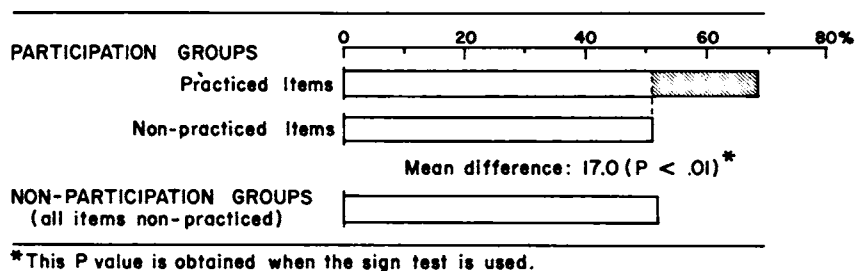 0 20 40 60 80%
PARTICIPATION GROUPS
Practiced Items
Non-practiced Items
Mean difference: 17.0 (P < .01)*
NON-PARTICIPATION GROUPS
(all items non-practiced)
*This P value is obtained when the sign test is used.